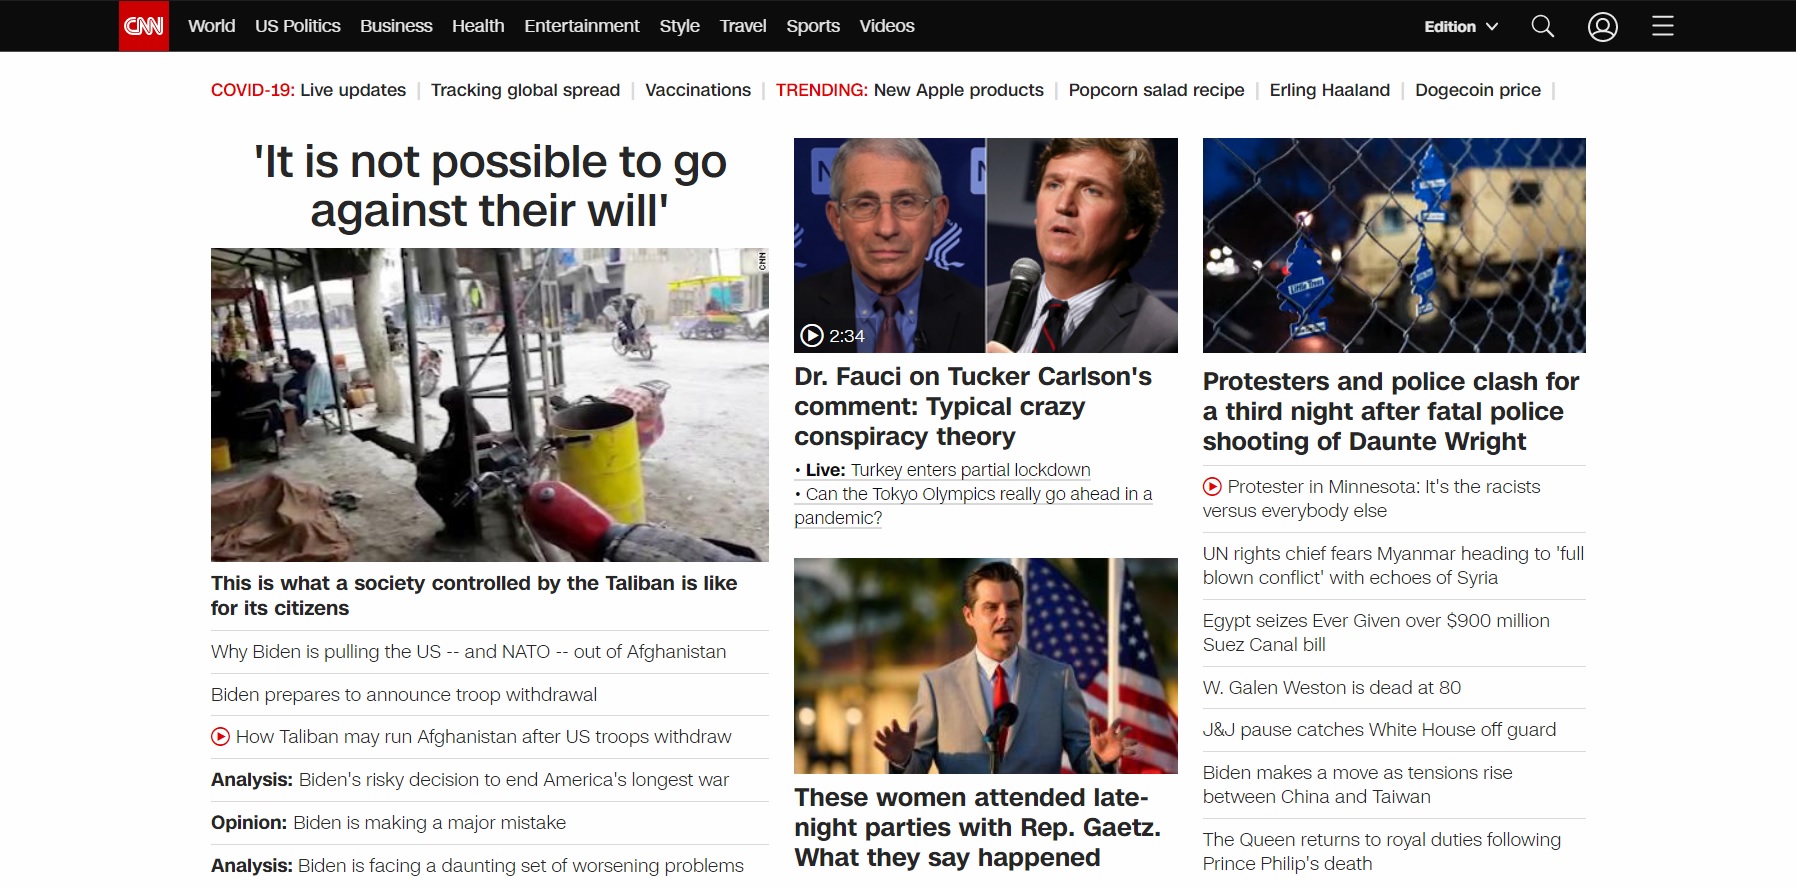 CNN World US Politics Business Health Entertainment Style Travel Sports Videos Edition
COVID-19: Live updates | Tracking global spread | Vaccinations | TRENDING: New Apple products | Popcorn salad recipe | Erling Haaland | Dogecoin price |
'It is not possible to go
against their will'
CNN
This is what a society controlled by the Taliban is like
for its citizens
Why Biden is pulling the US -- and NATO -- out of Afghanistan
Biden prepares to announce troop withdrawal
How Taliban may run Afghanistan after US troops withdraw
Analysis: Biden's risky decision to end America's longest war
Opinion: Biden is making a major mistake
Analysis: Biden is facing a daunting set of worsening problems
N
N
2:34
Dr. Fauci on Tucker Carlson's
comment: Typical crazy
conspiracy theory
• Live: Turkey enters partial lockdown
• Can the Tokyo Olympics really go ahead in a
pandemic?
These women attended late-
night parties with Rep. Gaetz.
What they say happened
Little Trees
Protesters and police clash for
a third night after fatal police
shooting of Daunte Wright
Protester in Minnesota: It's the racists
versus everybody else
UN rights chief fears Myanmar heading to 'full
blown conflict' with echoes of Syria
Egypt seizes Ever Given over $900 million
Suez Canal bill
W. Galen Weston is dead at 80
J&J pause catches White House off guard
Biden makes a move as tensions rise
between China and Taiwan
The Queen returns to royal duties following
Prince Philip's death